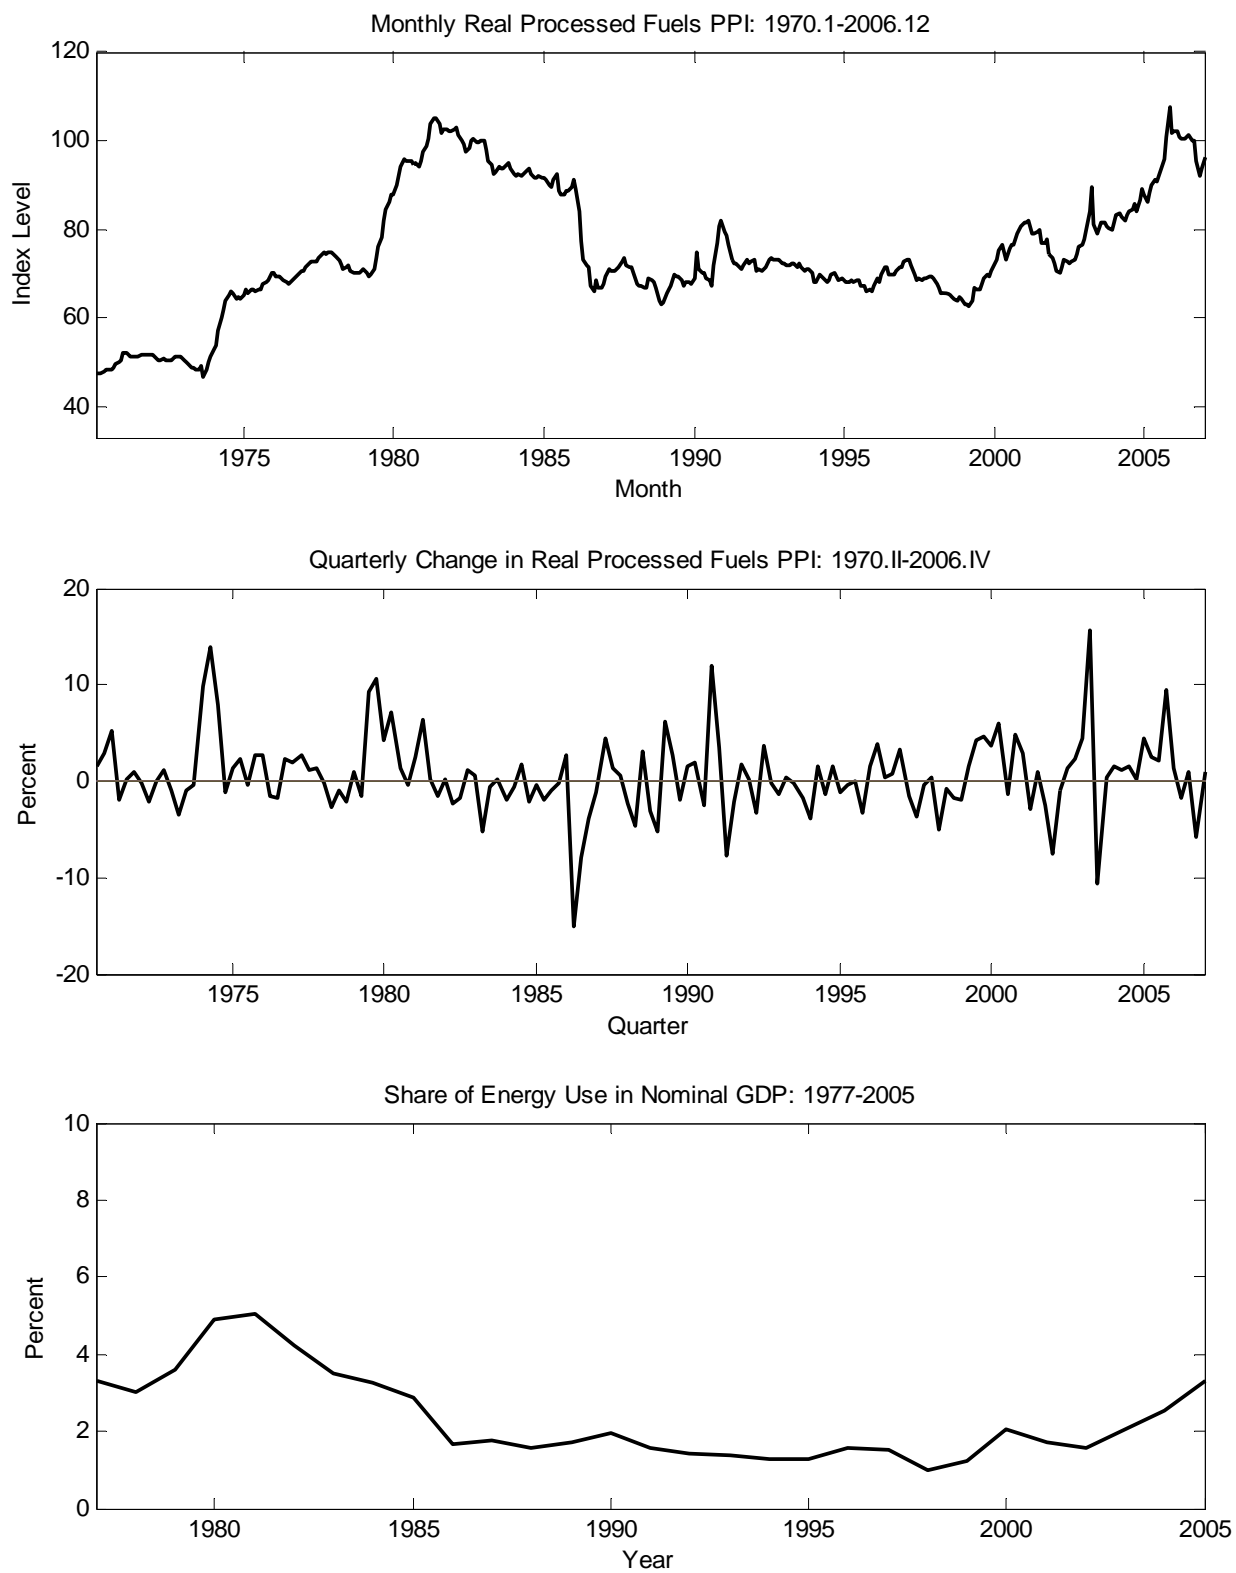 Monthly Real Processed Fuels PPI: 1970.1-2006.12
120
100
80
60
40
Index Level
1975 1980 1985 1990 1995 2000 2005
Month
Quarterly Change in Real Processed Fuels PPI: 1970.II-2006.IV
20
10
0
-10
-20
Percent
1975 1980 1985 1990 1995 2000 2005
Quarter
Share of Energy Use in Nominal GDP: 1977-2005
10
8
6
4
2
0
Percent
1980 1985 1990 1995 2000 2005
Year